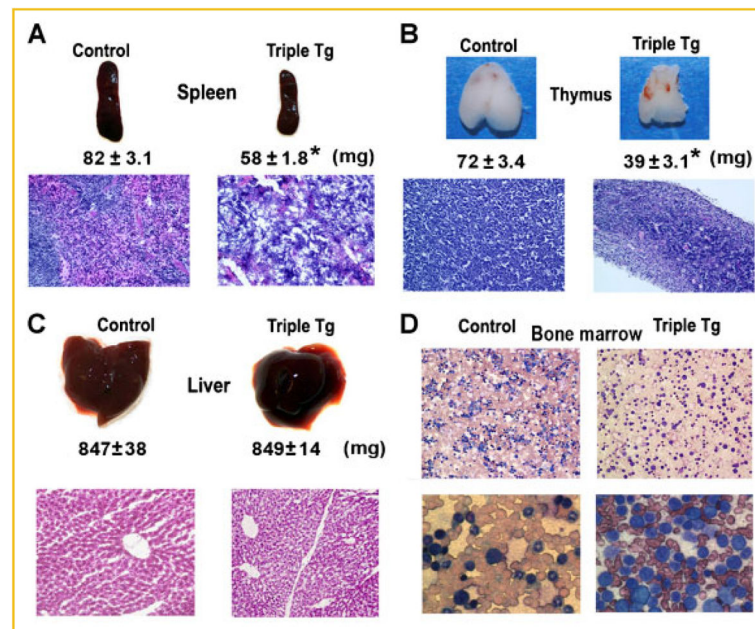 A
Control
Triple Tg
Spleen
82 ± 3.1
58 ± 1.8* (mg)
B
Control
Triple Tg
Thymus
72 ± 3.4
39 ± 3.1* (mg)
C
Control
Triple Tg
Liver
847±38
849±14 (mg)
D
Control
Bone marrow
Triple Tg